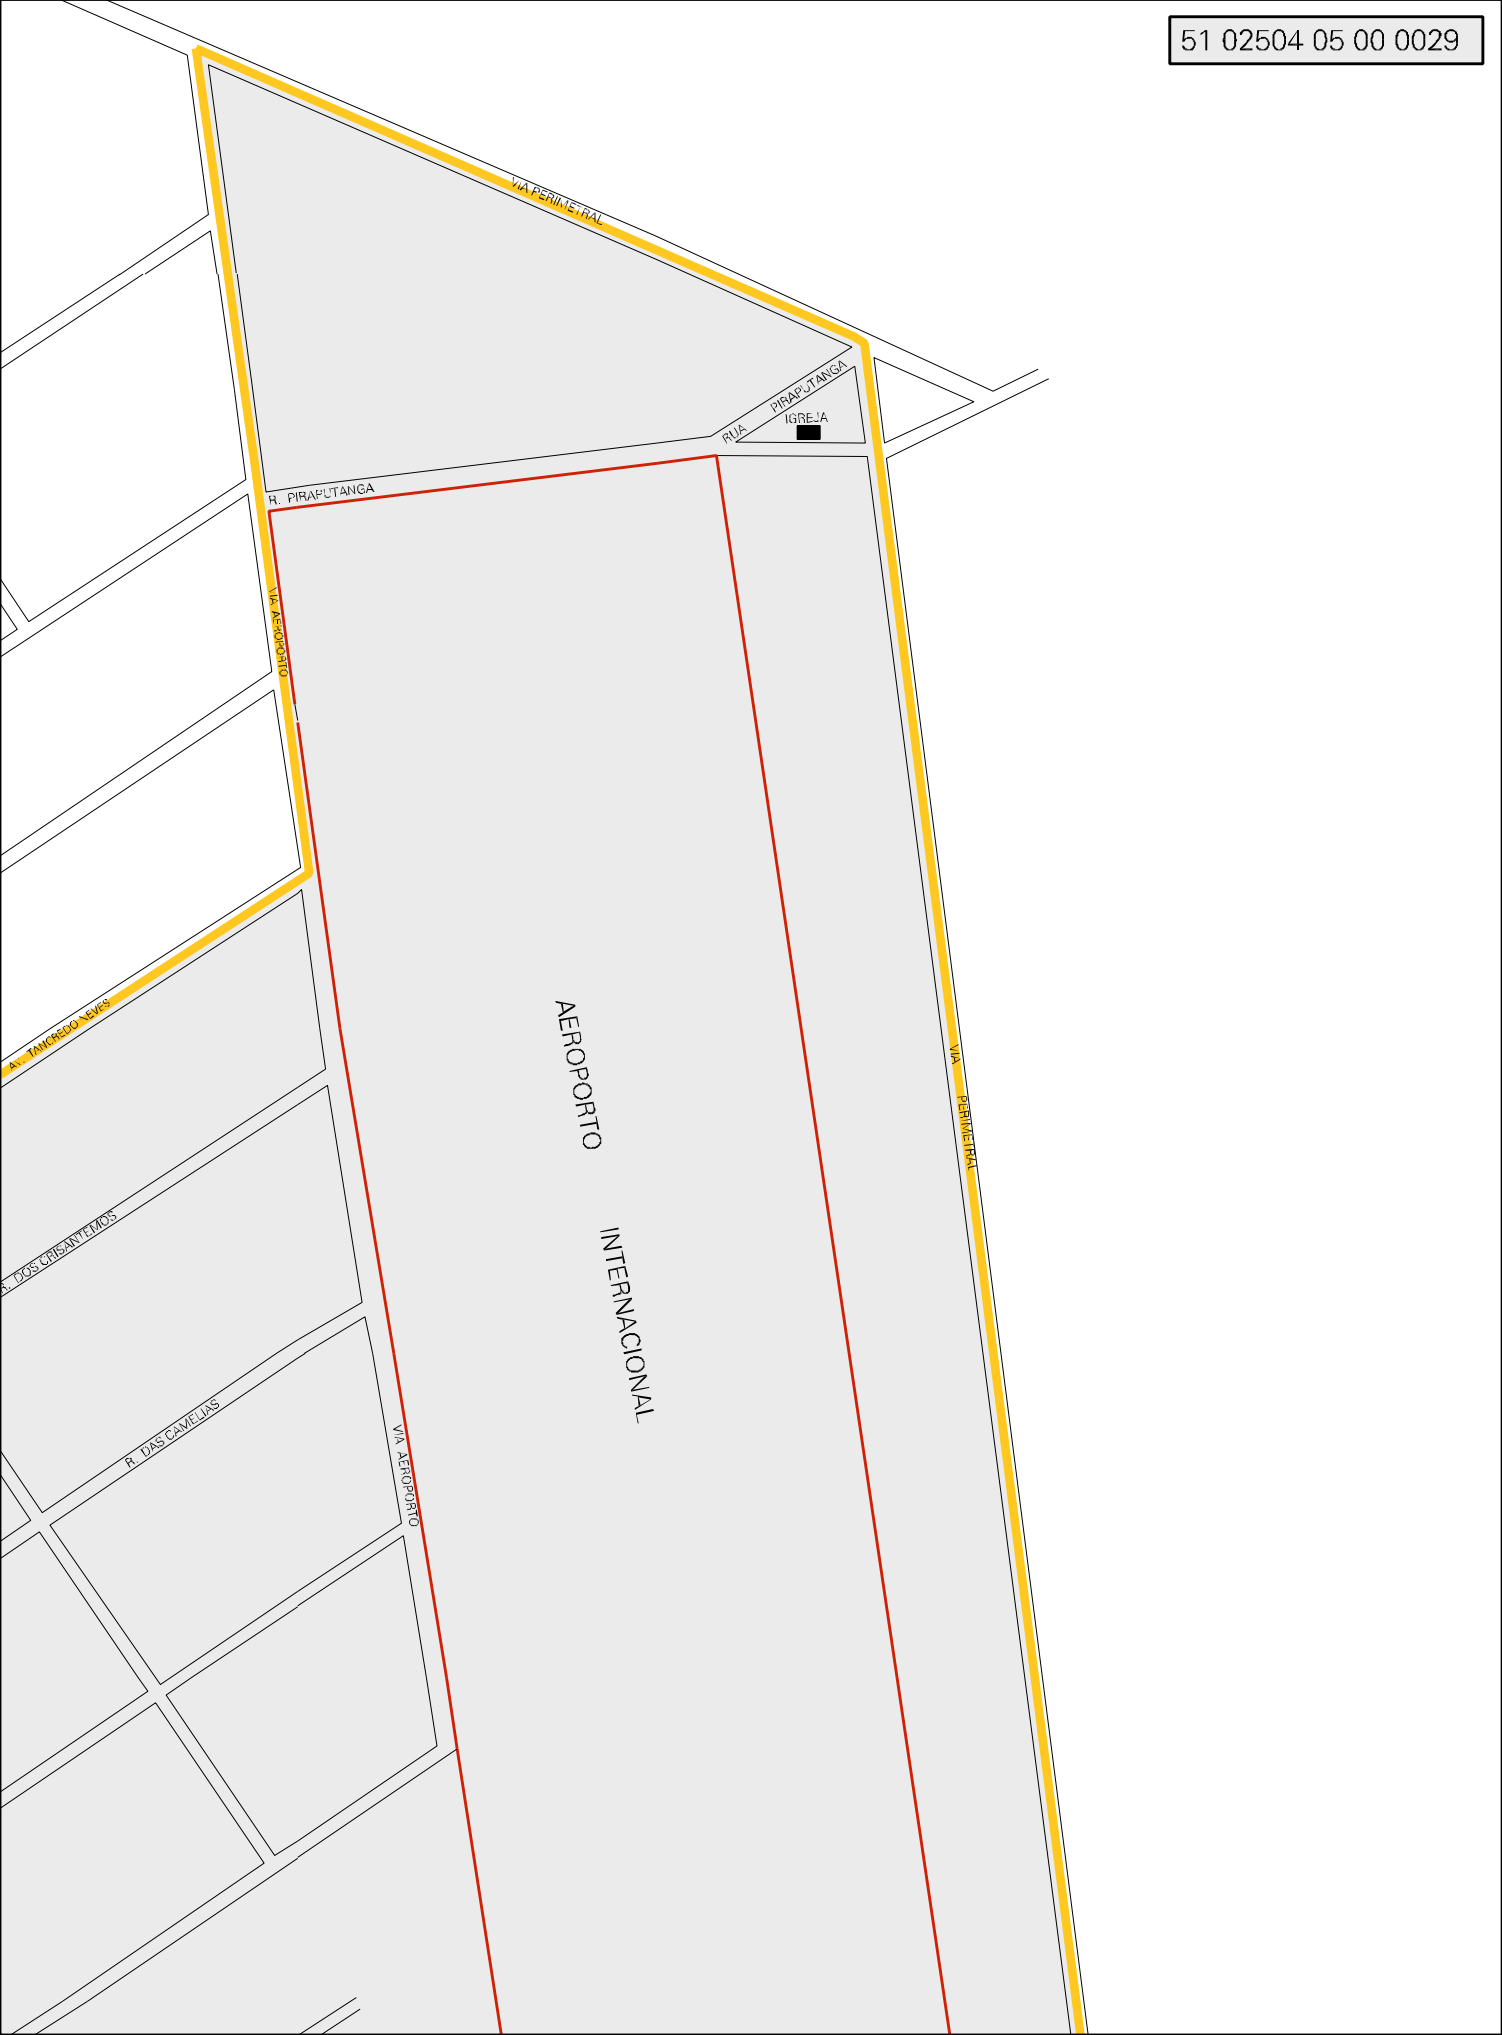 51 02504 05 00 0029
VIA PERIMETRAL
RUA PIRAPUTANGA
IGREJA
R. PIRAPUTANGA
VIA AEROPORTO
AV. TANCREDO NEVES
AEROPORTO INTERNACIONAL
VIA PERIMETRAL
R. DOS CRISANTEMOS
R. DAS CAMELIAS
VIA AEROPORTO